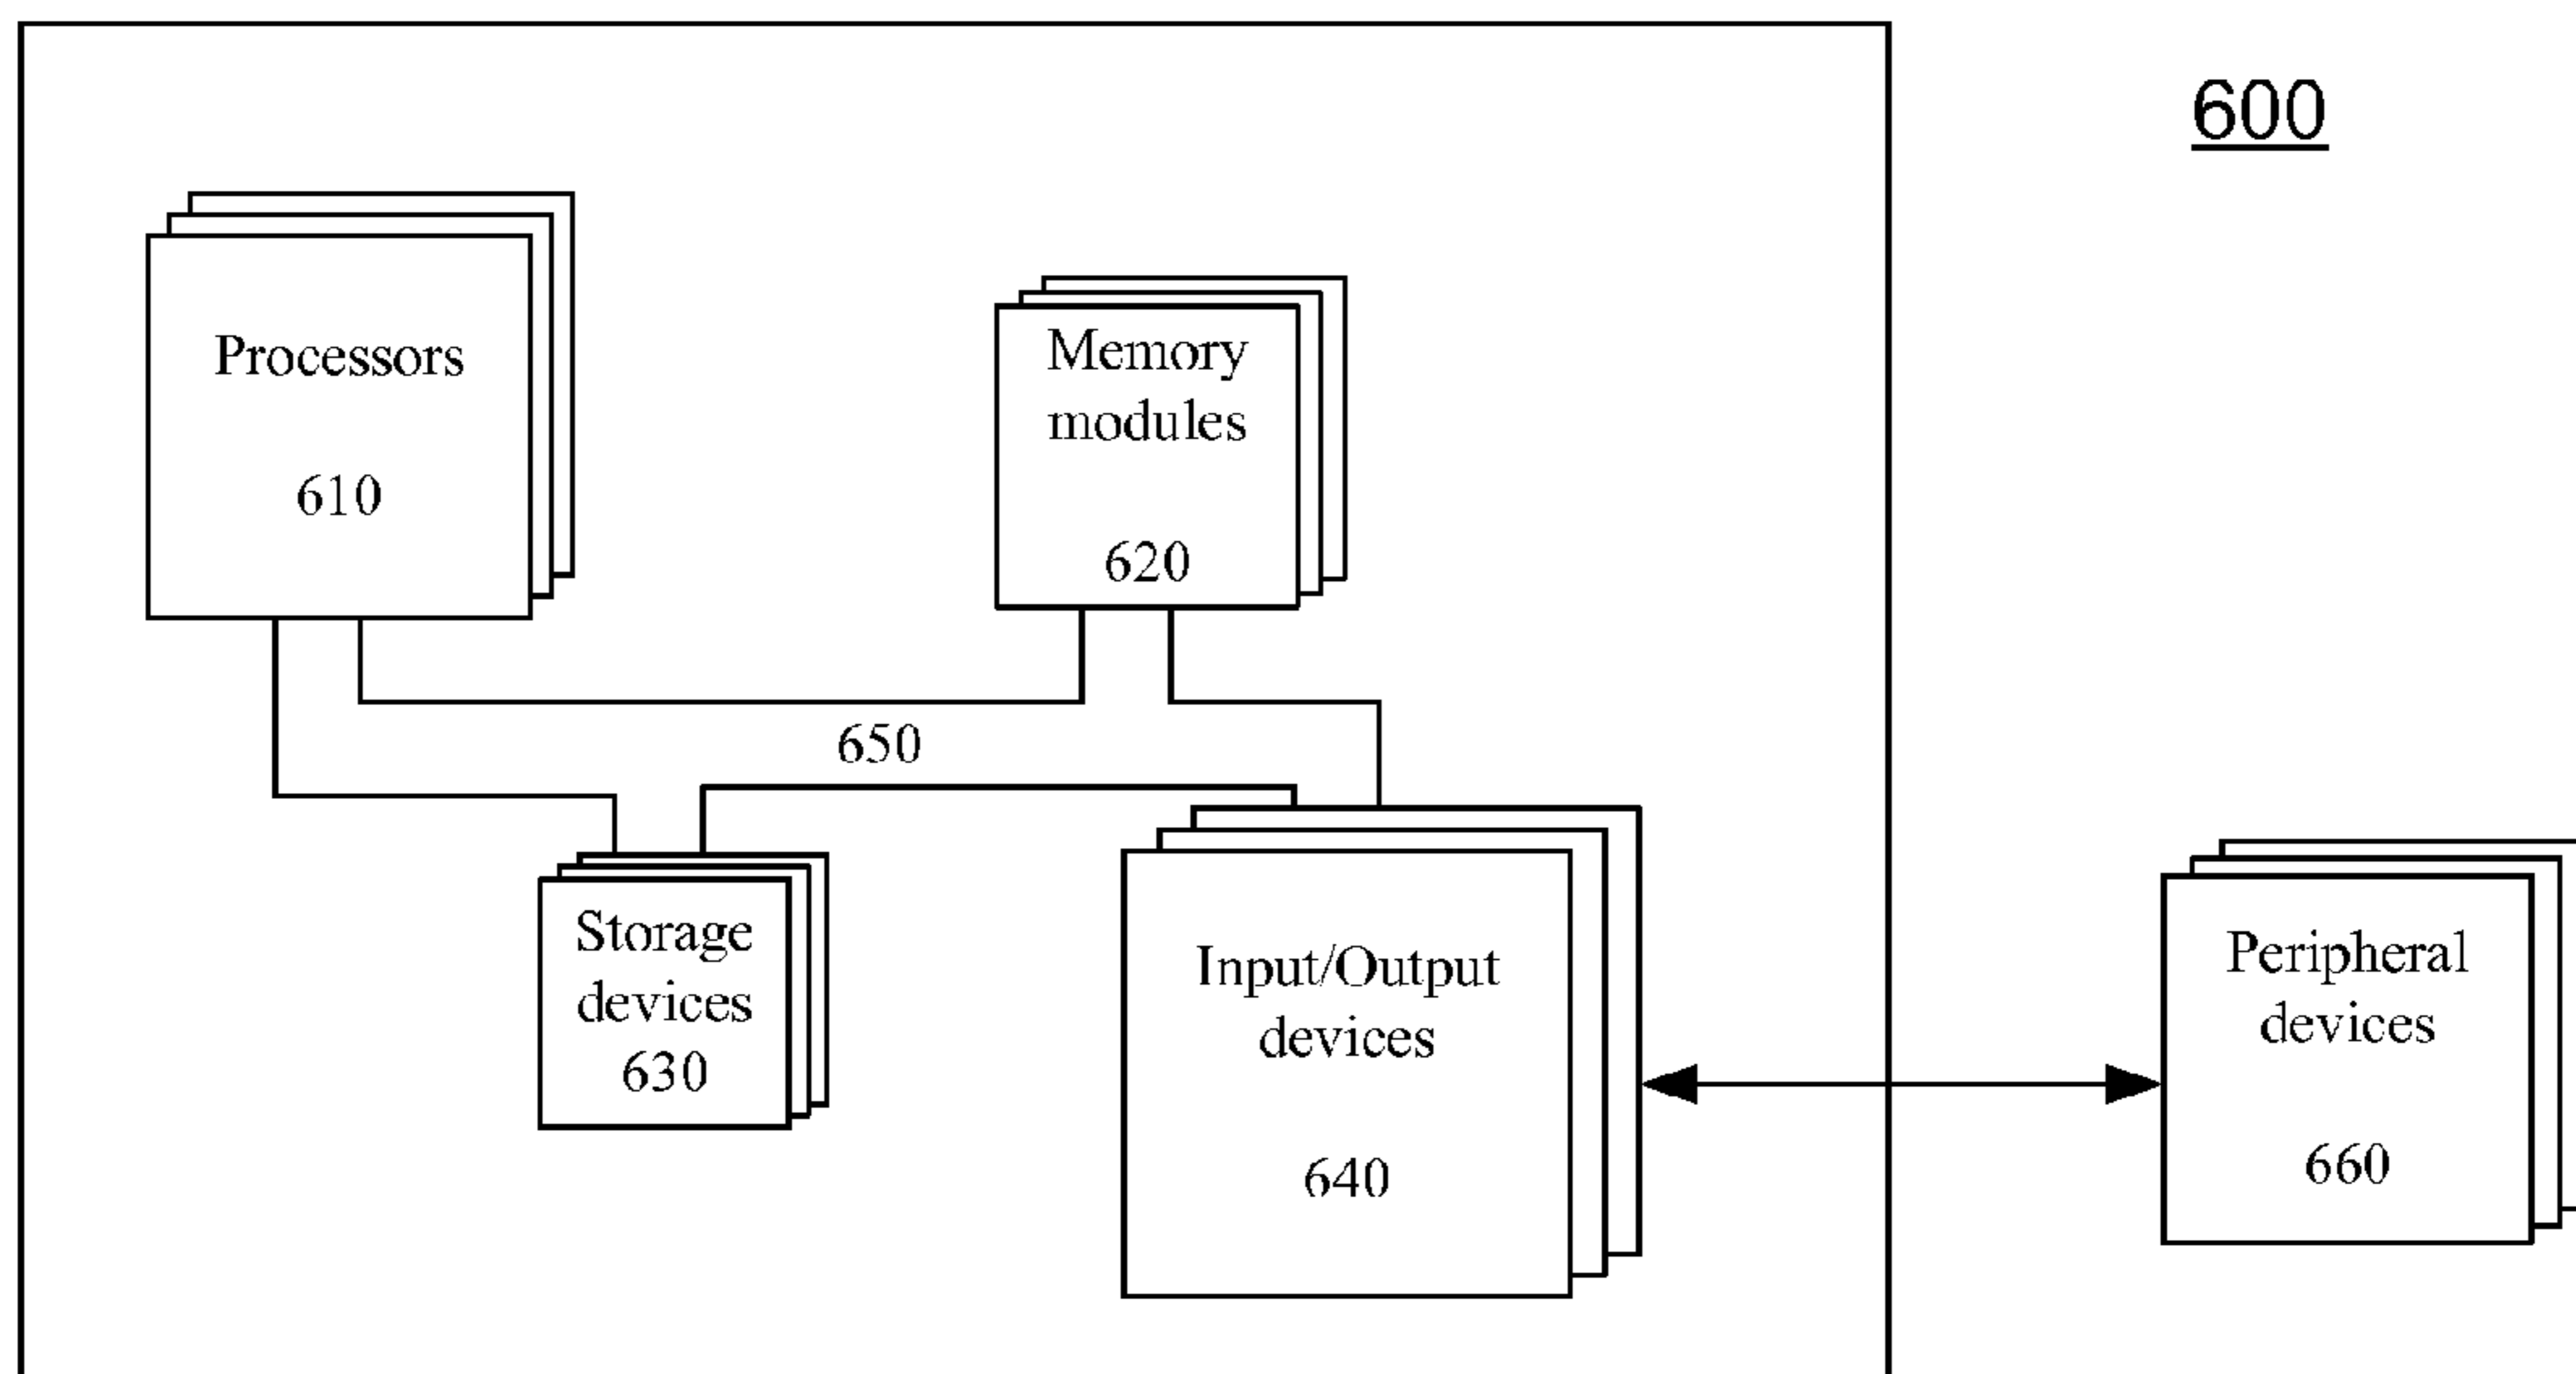 600
Processors
610
Memory
modules
620
650
Storage
devices
630
Input/Output
devices
640
Peripheral
devices
660